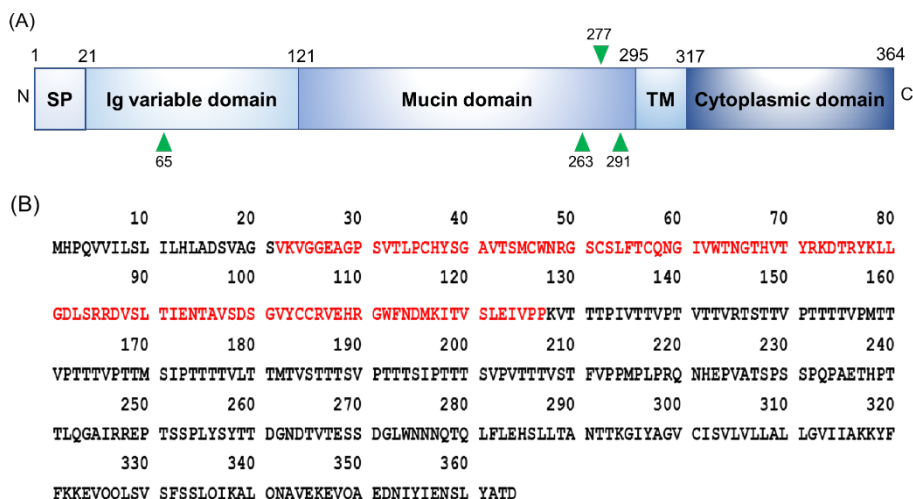 (A)
277
1 21 121 295 317 364
N SP Ig variable domain Mucin domain TM Cytoplasmic domain C
65 263 291
(B)
10 20 30 40 50 60 70 80
MHPQVVILSL ILHLADSVAG SVKVGGEAGP SVTLPCHYSG AVTSMCWNRG SCSLFTCQNG IVWTNGTHVT YRKDTRYKLL
90 100 110 120 130 140 150 160
GDLSRRDVSL TIENTAVSDS GVYCCRVEHR GWFNDMKITV SLEIVPPKVT TTPIVTTVPT VTTVRTSTTV PTTTTVPMTT
170 180 190 200 210 220 230 240
VPTTTVPTTM SIPTTTTVLT TMTVSTTTSV PTTTSIPTTT SVPVTTTVST FVPPMPLPRQ NHEPVATSPS SPQPAETHPT
250 260 270 280 290 300 310 320
TLQGAIRREP TSSPLYSYTT DGNDTVTESS DGLWNNNQTQ LFLEHSLLTA NTTKGIYAGV CISVLVLLAL LGVIIAKKYF
330 340 350 360
FKKEVOOLSV SFSSLOIKAL ONAVEKEVOA EDNIYIENSL YATD